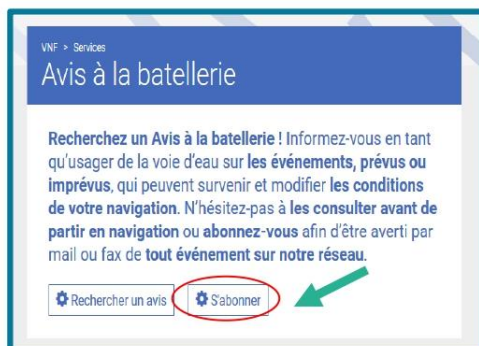 VNF > Services
Avis à la batellerie
Recherchez un Avis à la batellerie ! Informez-vous en tant
qu'usager de la voie d'eau sur les événements, prévus ou
imprévus, qui peuvent survenir et modifier les conditions
de votre navigation. N'hésitez-pas à les consulter avant de
partir en navigation ou abonnez-vous afin d'être averti par
mail ou fax de tout événement sur notre réseau.
Rechercher un avis S'abonner